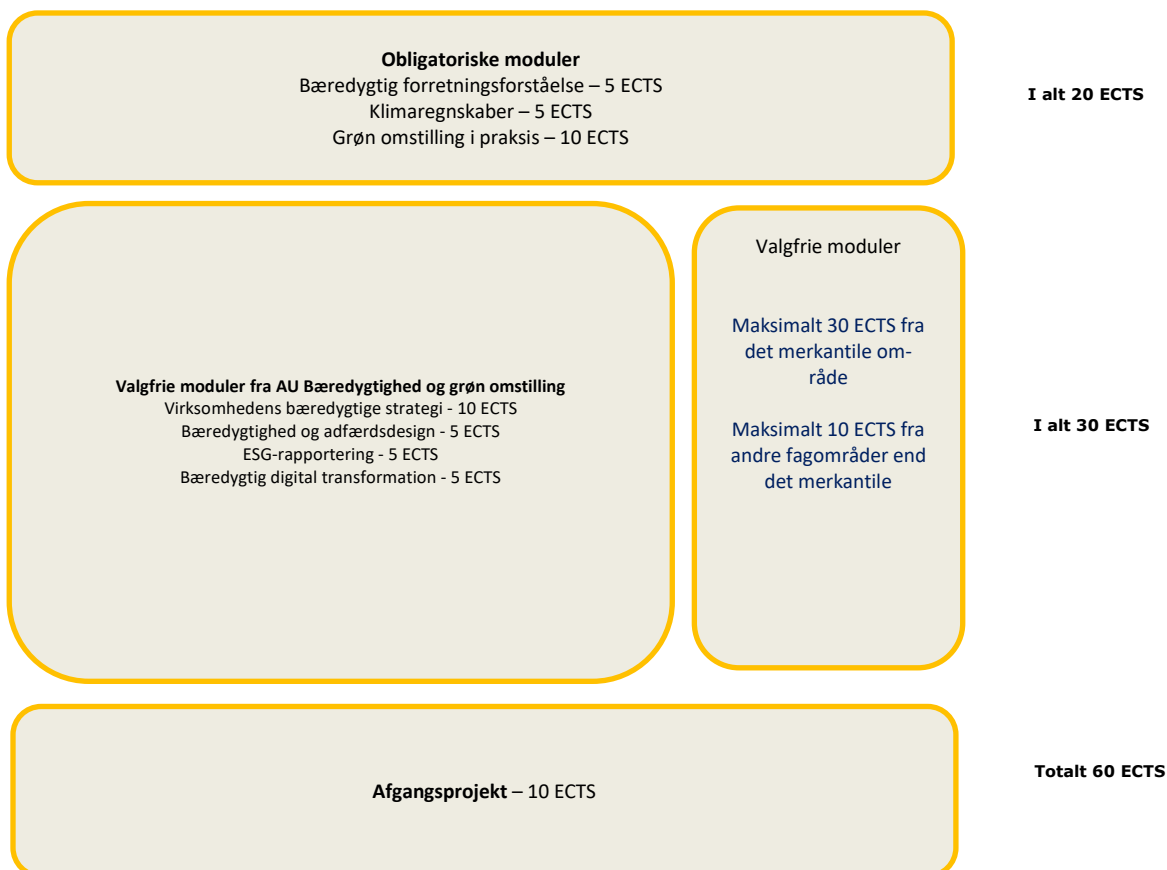 Obligatoriske moduler
Bæredygtig forretningsforståelse – 5 ECTS
Klimaregnskaber – 5 ECTS
Grøn omstilling i praksis – 10 ECTS
I alt 20 ECTS
Valgfrie moduler fra AU Bæredygtighed og grøn omstilling
Virksomhedens bæredygtige strategi - 10 ECTS
Bæredygtighed og adfærdsdesign - 5 ECTS
ESG-rapportering - 5 ECTS
Bæredygtig digital transformation - 5 ECTS
Valgfrie moduler
Maksimalt 30 ECTS fra
det merkantile om-
råde
Maksimalt 10 ECTS fra
andre fagområder end
det merkantile
I alt 30 ECTS
Afgangsprojekt – 10 ECTS
Totalt 60 ECTS